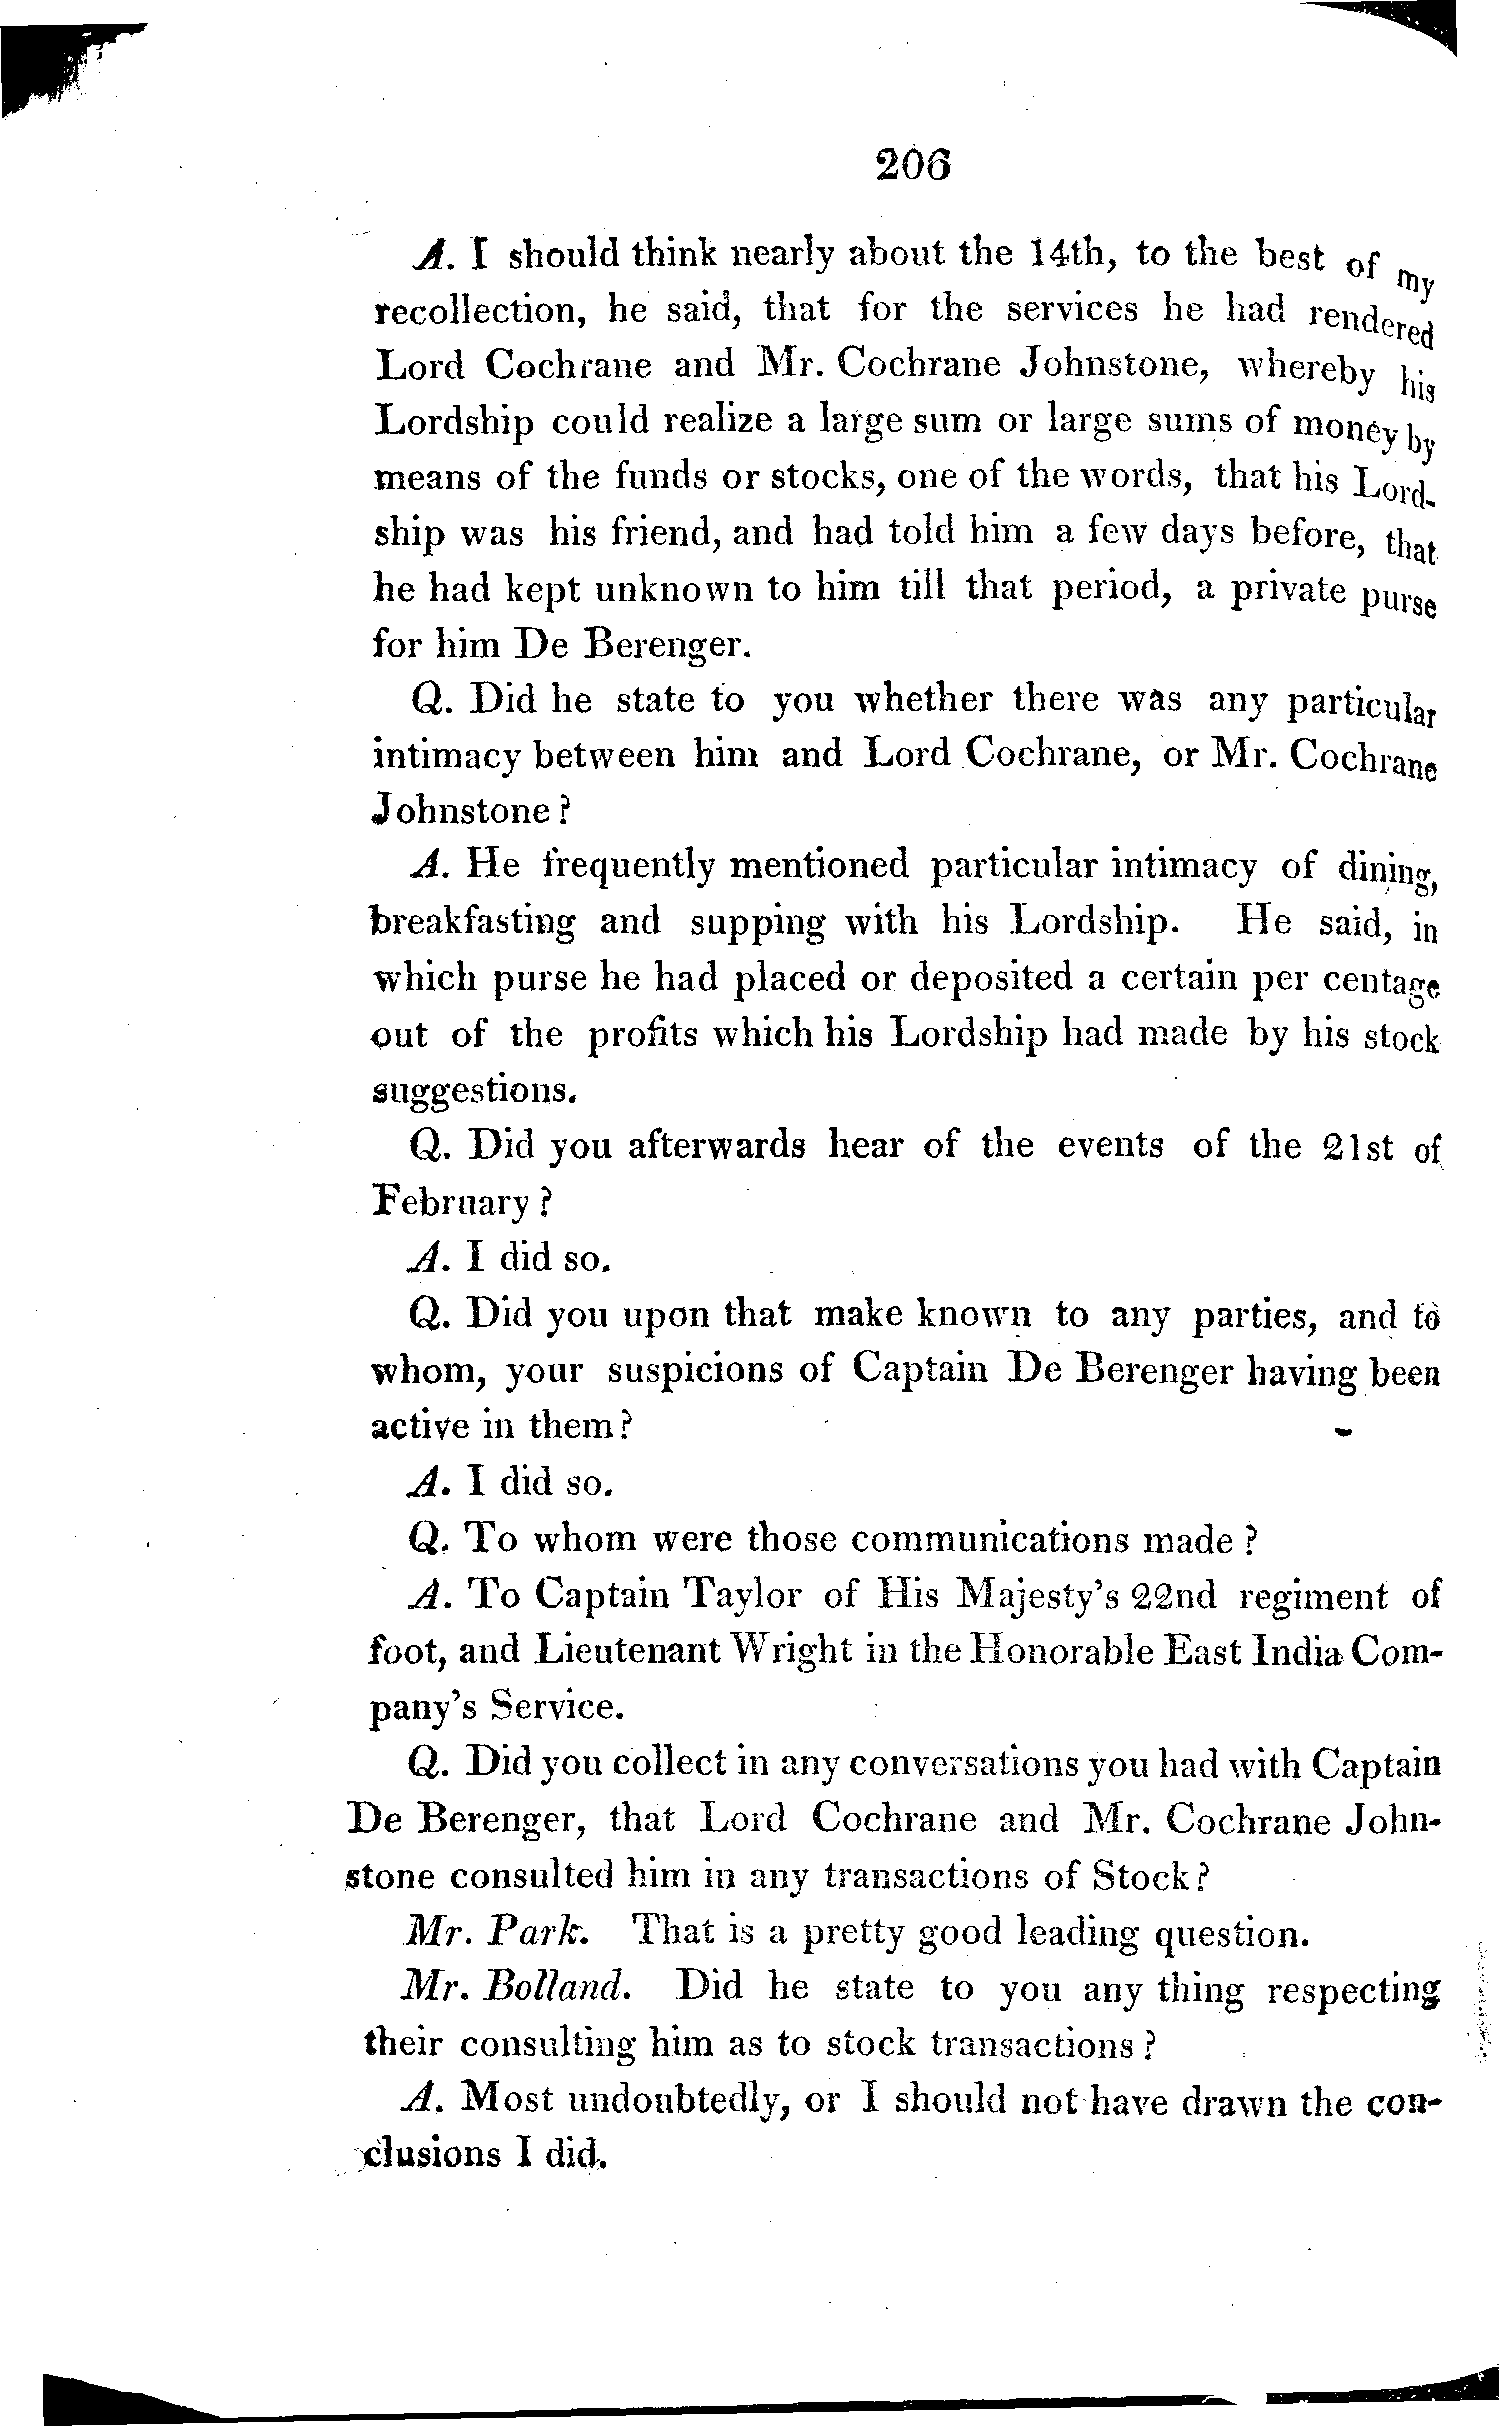 206
A. I should think nearly about the 14th, to the best of my
recollection, he said, that for the services he had rendered
Lord Cochrane and Mr. Cochrane Johnstone, whereby his
Lordship could realize a large sum or large sums of money by
means of the funds or stocks, one of the words, that his Lord-
ship was his friend, and had told him a few days before, that
he had kept unknown to him till that period, a private purse
for him De Berenger.
Q. Did he state to you whether there was any particular
intimacy between him and Lord Cochrane, or Mr. Cochrane
Johnstone?
A. He frequently mentioned particular intimacy of dining,
breakfasting and supping with his Lordship. He said, in
which purse he had placed or deposited a certain per centage
out of the profits which his Lordship had made by his stock
suggestions.
Q. Did you afterwards hear of the events of the 21st of
February?
A. I did so.
Q. Did you upon that make known to any parties, and to
whom, your suspicions of Captain De Berenger having been
active in them?
A. I did so.
Q. To whom were those communications made?
A. To Captain Taylor of His Majesty's 22nd regiment of
foot, and Lieutenant Wright in the Honorable East India Com-
pany's Service.
Q. Did you collect in any conversations you had with Captain
De Berenger, that Lord Cochrane and Mr. Cochrane John-
stone consulted him in any transactions of Stock?
Mr. Park. That is a pretty good leading question.
Mr. Bolland. Did he state to you any thing respecting
their consulting him as to stock transactions?
A. Most undoubtedly, or I should not have drawn the con-
clusions I did.